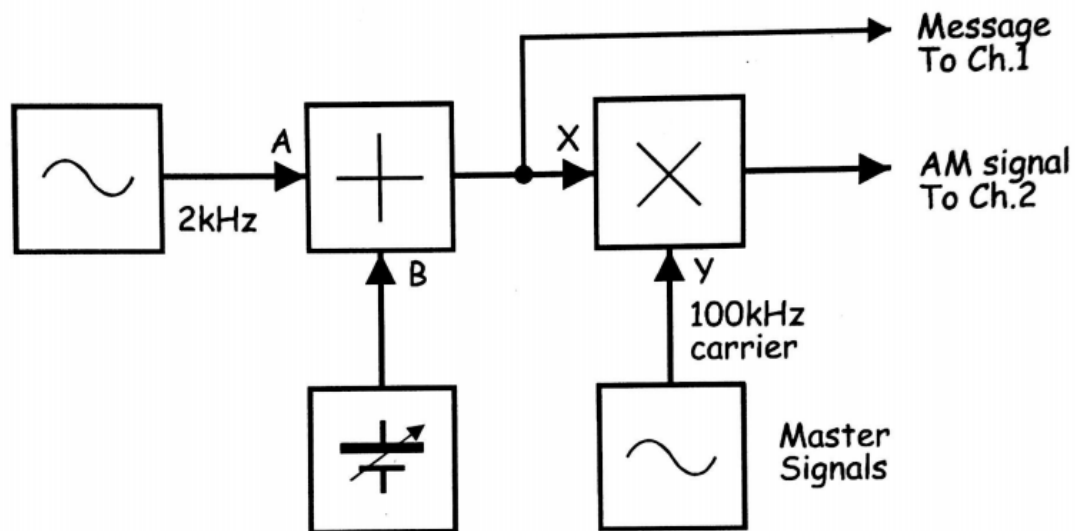 Message
To Ch.1
A
X
2kHz
AM signal
To Ch.2
B
Y
100kHz
carrier
Master
Signals